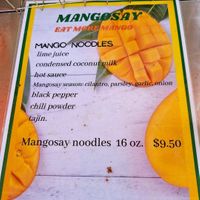 MANGOSAY
EAT MORE MANGO
MANGO NOODLES
lime juice
condensed coconut milk
hot sauce
Mangosay season: cilantro, parsley, garlic, onion
black pepper
chili powder
tajin.
Mangosay noodles 16 oz. $9.50